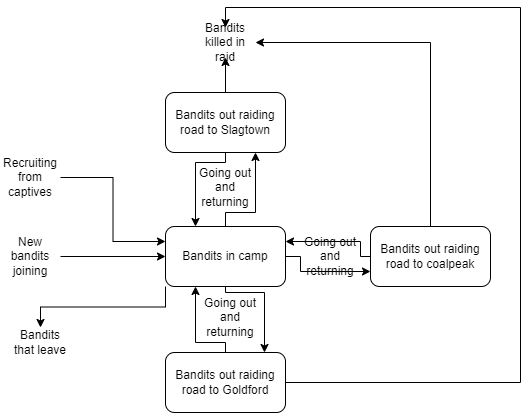 Bandits
killed in
raid
Bandits out raiding
road to Slagtown
Going out
and
returning
Recruiting
from
captives
New
bandits
joining
Bandits in camp
Going out
and
returning
Bandits out raiding
road to coalpeak
Bandits
that leave
Going out
and
returning
Bandits out raiding
road to Goldford